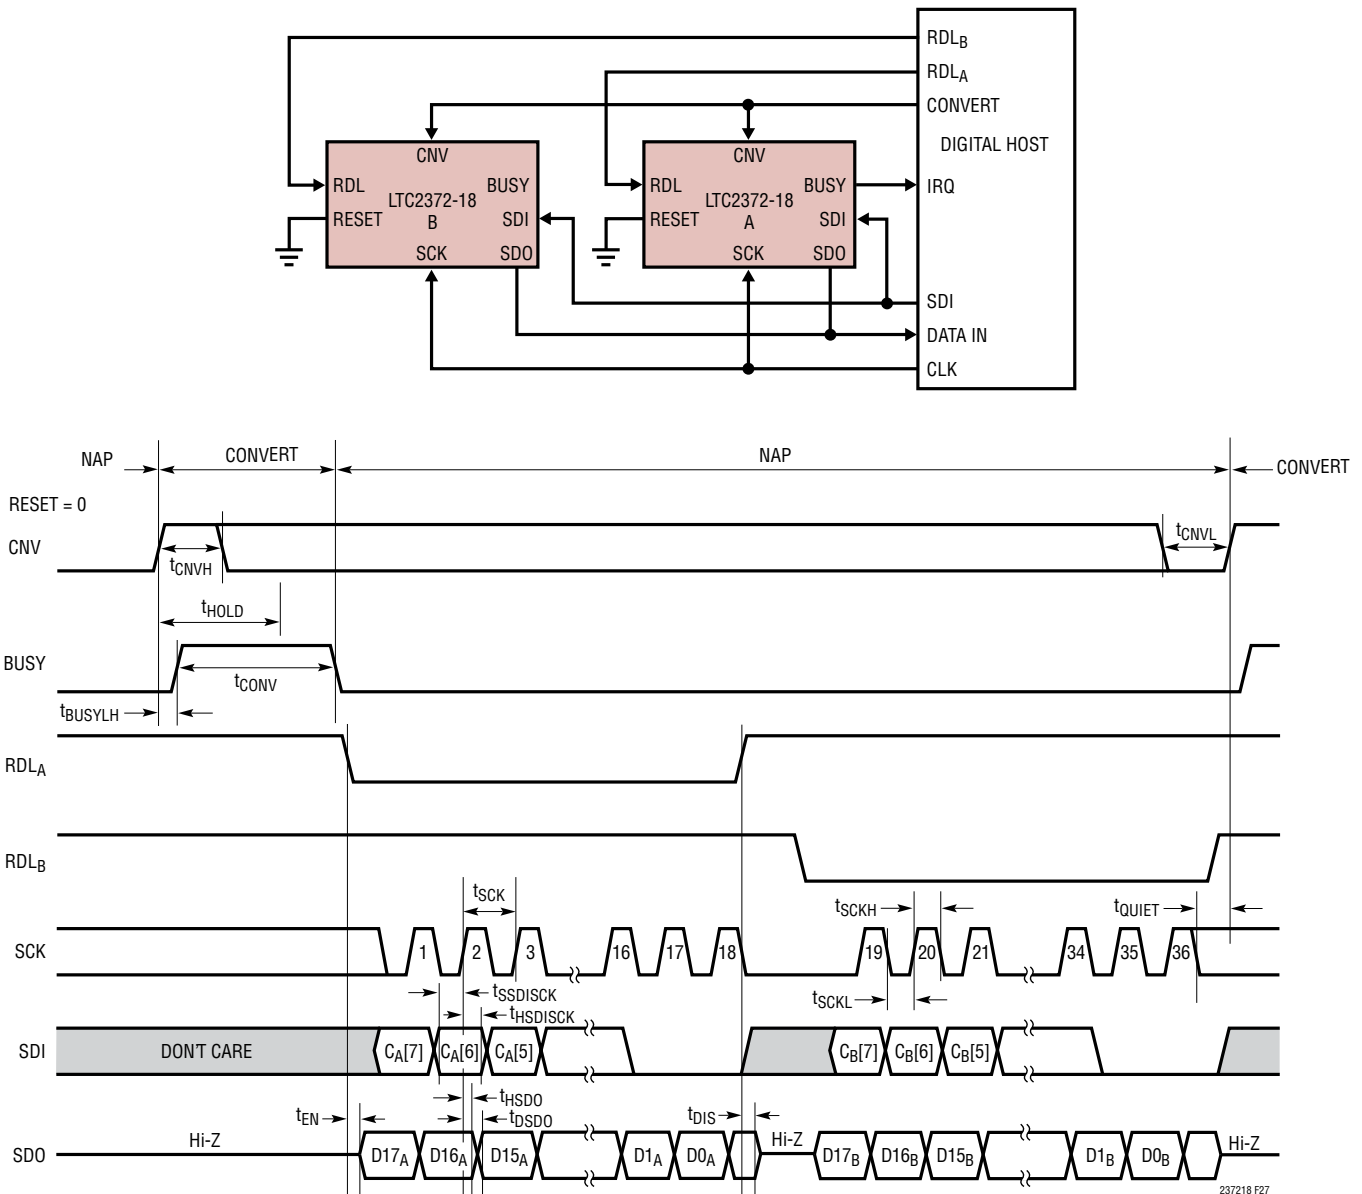 RDLB
RDLA
CONVERT
DIGITAL HOST
IRQ
SDI
DATA IN
CLK
CNV
RDL
BUSY
LTC2372-18
RESET
B
SDI
SCK
SDO
CNV
RDL
BUSY
LTC2372-18
RESET
A
SDI
SCK
SDO
NAP
CONVERT
NAP
CONVERT
RESET = 0
CNV
tCNVH
tCNVL
tHOLD
BUSY
tCONV
tBUSYLH
RDLA
RDLB
tSCK
tSCKH
tQUIET
SCK
1
2
3
16
17
18
19
20
21
34
35
36
tSSDISCK
tHSDISCK
tSCKL
SDI
DON'T CARE
CA[7]
CA[6]
CA[5]
CB[7]
CB[6]
CB[5]
tHSDO
tEN
tDSDO
tDIS
SDO
Hi-Z
D17A
D16A
D15A
D1A
D0A
Hi-Z
D17B
D16B
D15B
D1B
D0B
Hi-Z
237218 F27